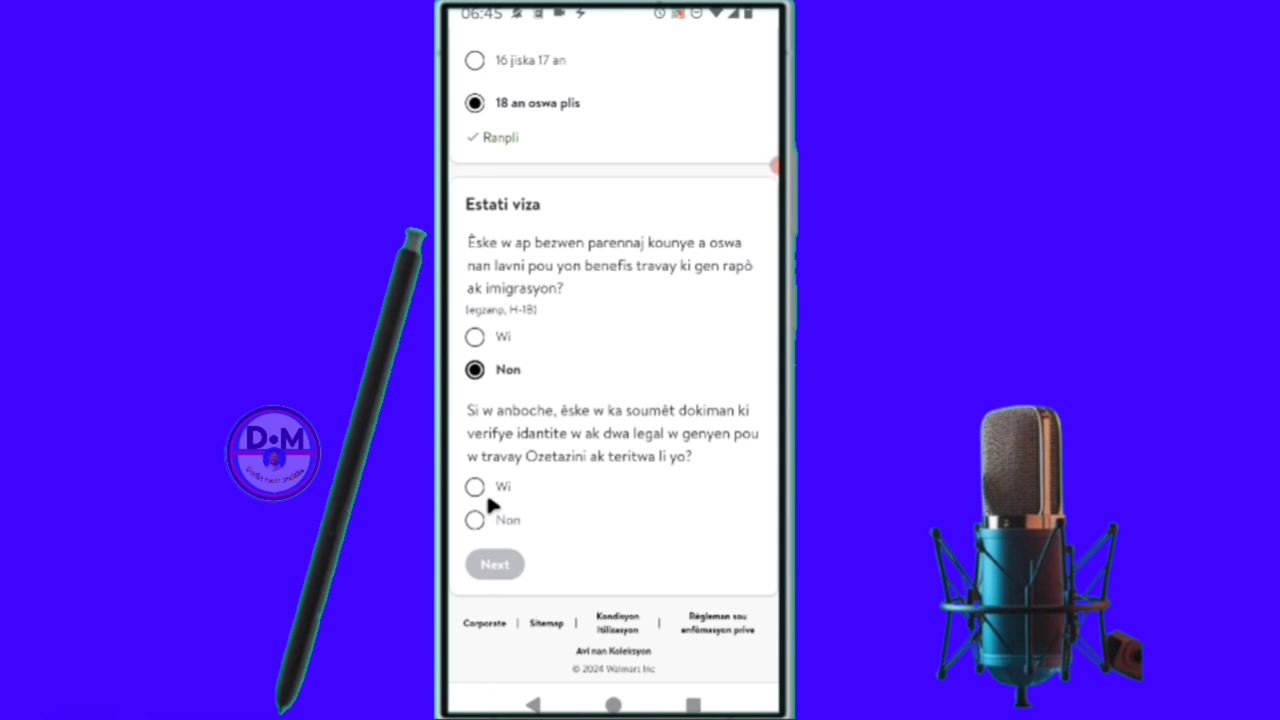 06:45
16 jiska 17 an
18 an oswa plis
Ranpli
Estati viza
Èske w ap bezwen parennaj kounye a oswa
nan lavni pou yon benefis travay ki gen rapò
ak imigrasyon?
(egzanp, H-1B)
Wi
Non
Si w anboche, èske w ka soumèt dokiman ki
verifye idantite w ak dwa legal w genyen pou
w travay Ozetazini ak teritwa li yo?
Wi
Non
Next
Corporate | Sitemap | Kondisyon Itilizasyon | Règleman sou enfòmasyon prive
Avi nan Koleksyon
© 2024 Walmart Inc
D•M